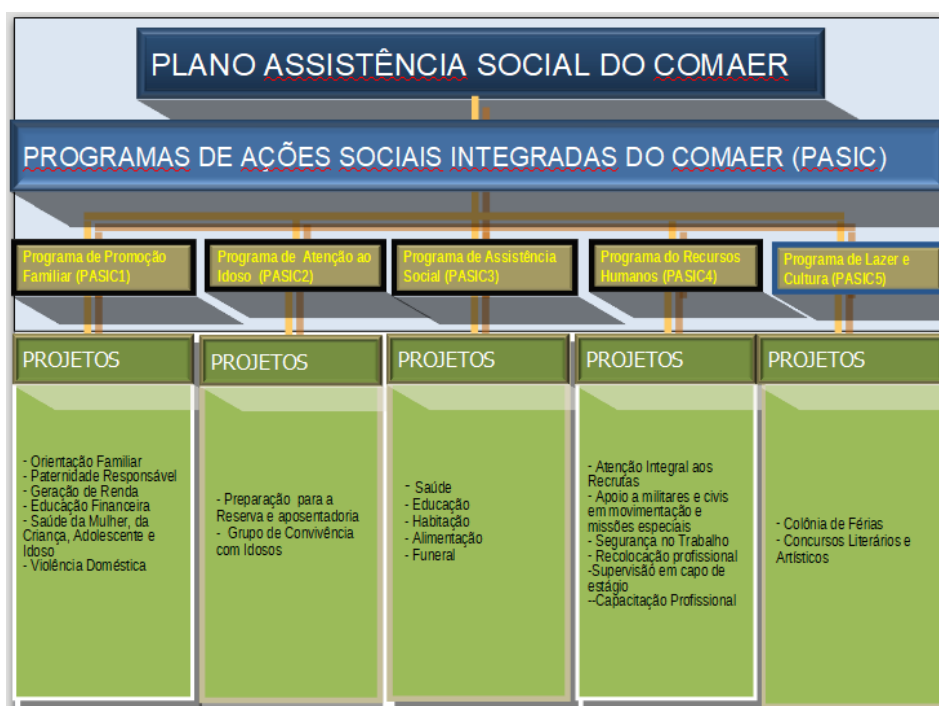 PLANO ASSISTÊNCIA SOCIAL DO COMAER
PROGRAMAS DE AÇÕES SOCIAIS INTEGRADAS DO COMAER (PASIC)
Programa de Promoção
Familiar (PASIC1)
Programa de Atenção ao
Idoso (PASIC2)
Programa de Assistência
Social (PASIC3)
Programa do Recursos
Humanos (PASIC4)
Programa de Lazer e
Cultura (PASIC5)
PROJETOS
- Orientação Familiar
- Paternidade Responsável
- Geração de Renda
- Educação Financeira
- Saúde da Mulher, da
Criança, Adolescente e
Idoso
- Violência Doméstica
PROJETOS
- Preparação para a
Reserva e aposentadoria
- Grupo de Convivência
com Idosos
PROJETOS
- Saúde
- Educação
- Habitação
- Alimentação
- Funeral
PROJETOS
- Atenção Integral aos
Recrutas
- Apoio a militares e civis
em movimentação e
missões especiais
- Segurança no Trabalho
- Recolocação profissional
-Supervisão em capo de
estágio
--Capacitação Profissional
PROJETOS
- Colônia de Férias
- Concursos Literários e
Artísticos